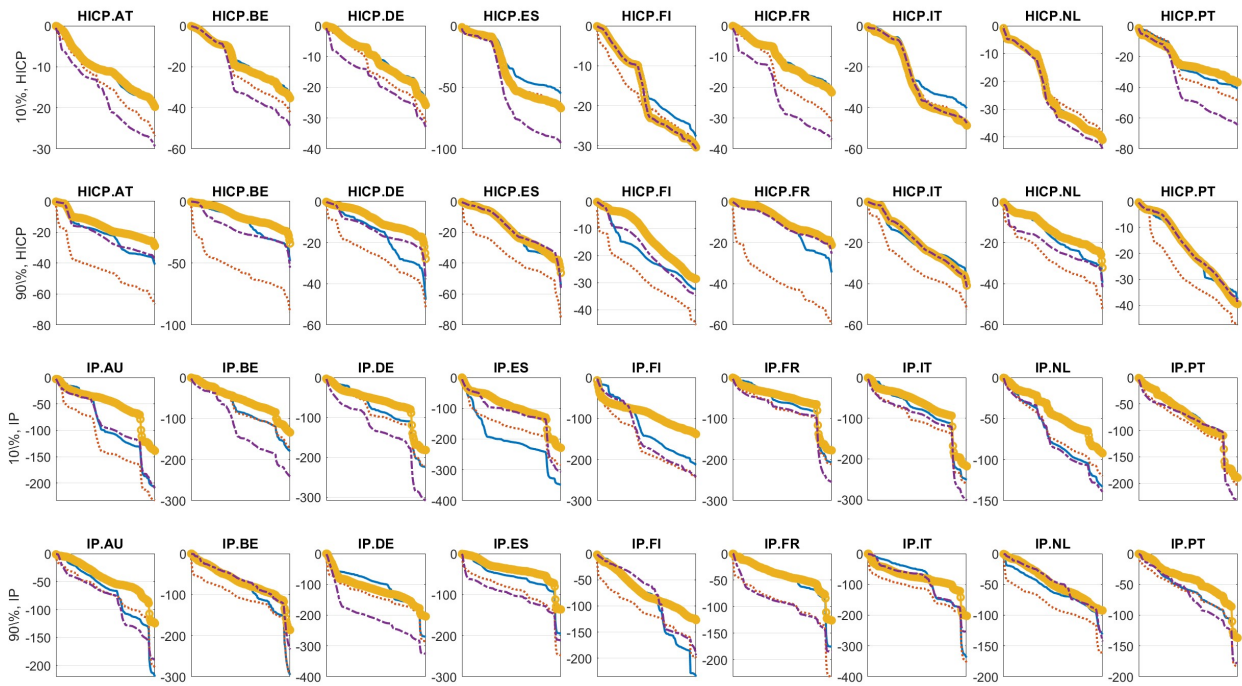 HICP.AT HICP.BE HICP.DE HICP.ES HICP.FI HICP.FR HICP.IT HICP.NL HICP.PT
10\%, HICP
0 -10 -20 -30
0 -20 -40 -60
0 -10 -20 -30 -40
0 -50 -100
0 -10 -20 -30
0 -10 -20 -30 -40
0 -20 -40 -60
0 -10 -20 -30 -40
0 -20 -40 -60 -80
HICP.AT HICP.BE HICP.DE HICP.ES HICP.FI HICP.FR HICP.IT HICP.NL HICP.PT
90\%, HICP
0 -20 -40 -60 -80
0 -50 -100
0 -20 -40 -60
0 -20 -40 -60 -80
0 -10 -20 -30 -40
0 -20 -40 -60
0 -20 -40 -60
0 -20 -40 -60
0 -10 -20 -30 -40
IP.AU IP.BE IP.DE IP.ES IP.FI IP.FR IP.IT IP.NL IP.PT
10\%, IP
0 -50 -100 -150 -200
0 -100 -200 -300
0 -100 -200 -300
0 -100 -200 -300 -400
0 -100 -200 -300
0 -100 -200 -300
0 -100 -200 -300
0 -50 -100 -150
0 -50 -100 -150 -200
IP.AU IP.BE IP.DE IP.ES IP.FI IP.FR IP.IT IP.NL IP.PT
90\%, IP
0 -50 -100 -150 -200
0 -100 -200 -300
0 -100 -200 -300 -400
0 -100 -200 -300
0 -50 -100 -150 -200
0 -100 -200
0 -100 -200 -300 -400
0 -50 -100 -150 -200
0 -50 -100 -150 -200